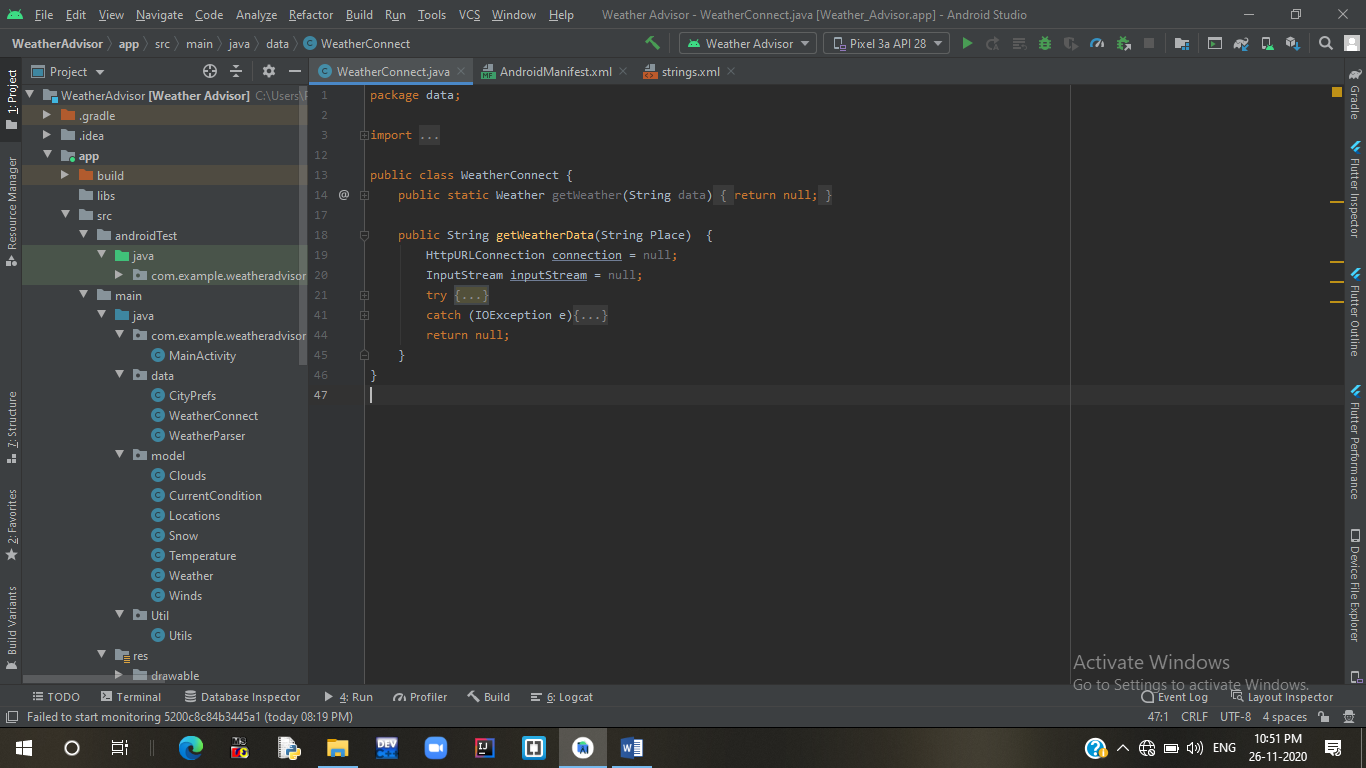 File Edit View Navigate Code Analyze Refactor Build Run Tools VCS Window Help Weather Advisor - WeatherConnect.java [Weather_Advisor.app] - Android Studio
WeatherAdvisor app src main java data WeatherConnect Weather Advisor Pixel 3a API 28
Project
WeatherConnect.java AndroidManifest.xml strings.xml
WeatherAdvisor [Weather Advisor] C:\Users\
.gradle
.idea
app
build
libs
src
androidTest
java
com.example.weatheradvisor
main
java
com.example.weatheradvisor
MainActivity
data
CityPrefs
WeatherConnect
WeatherParser
model
Clouds
CurrentCondition
Locations
Snow
Temperature
Weather
Winds
Util
Utils
res
drawable
1 package data;
2
3 import ...
12
13 public class WeatherConnect {
14 @ public static Weather getWeather(String data) { return null; }
17
18 public String getWeatherData(String Place) {
19 HttpURLConnection connection = null;
20 InputStream inputStream = null;
21 try {...}
41 catch (IOException e){...}
44 return null;
45 }
46 }
47
1: Project
Resource Manager
7: Structure
2: Favorites
Build Variants
Gradle
Flutter Inspector
Flutter Outline
Flutter Performance
Device File Explorer
Activate Windows
Go to Settings to activate Windows.
TODO Terminal Database Inspector 4: Run Profiler Build 6: Logcat Event Log Layout Inspector
Failed to start monitoring 5200c8c84b3445a1 (today 08:19 PM) 47:1 CRLF UTF-8 4 spaces
DEV
ENG
10:51 PM
26-11-2020